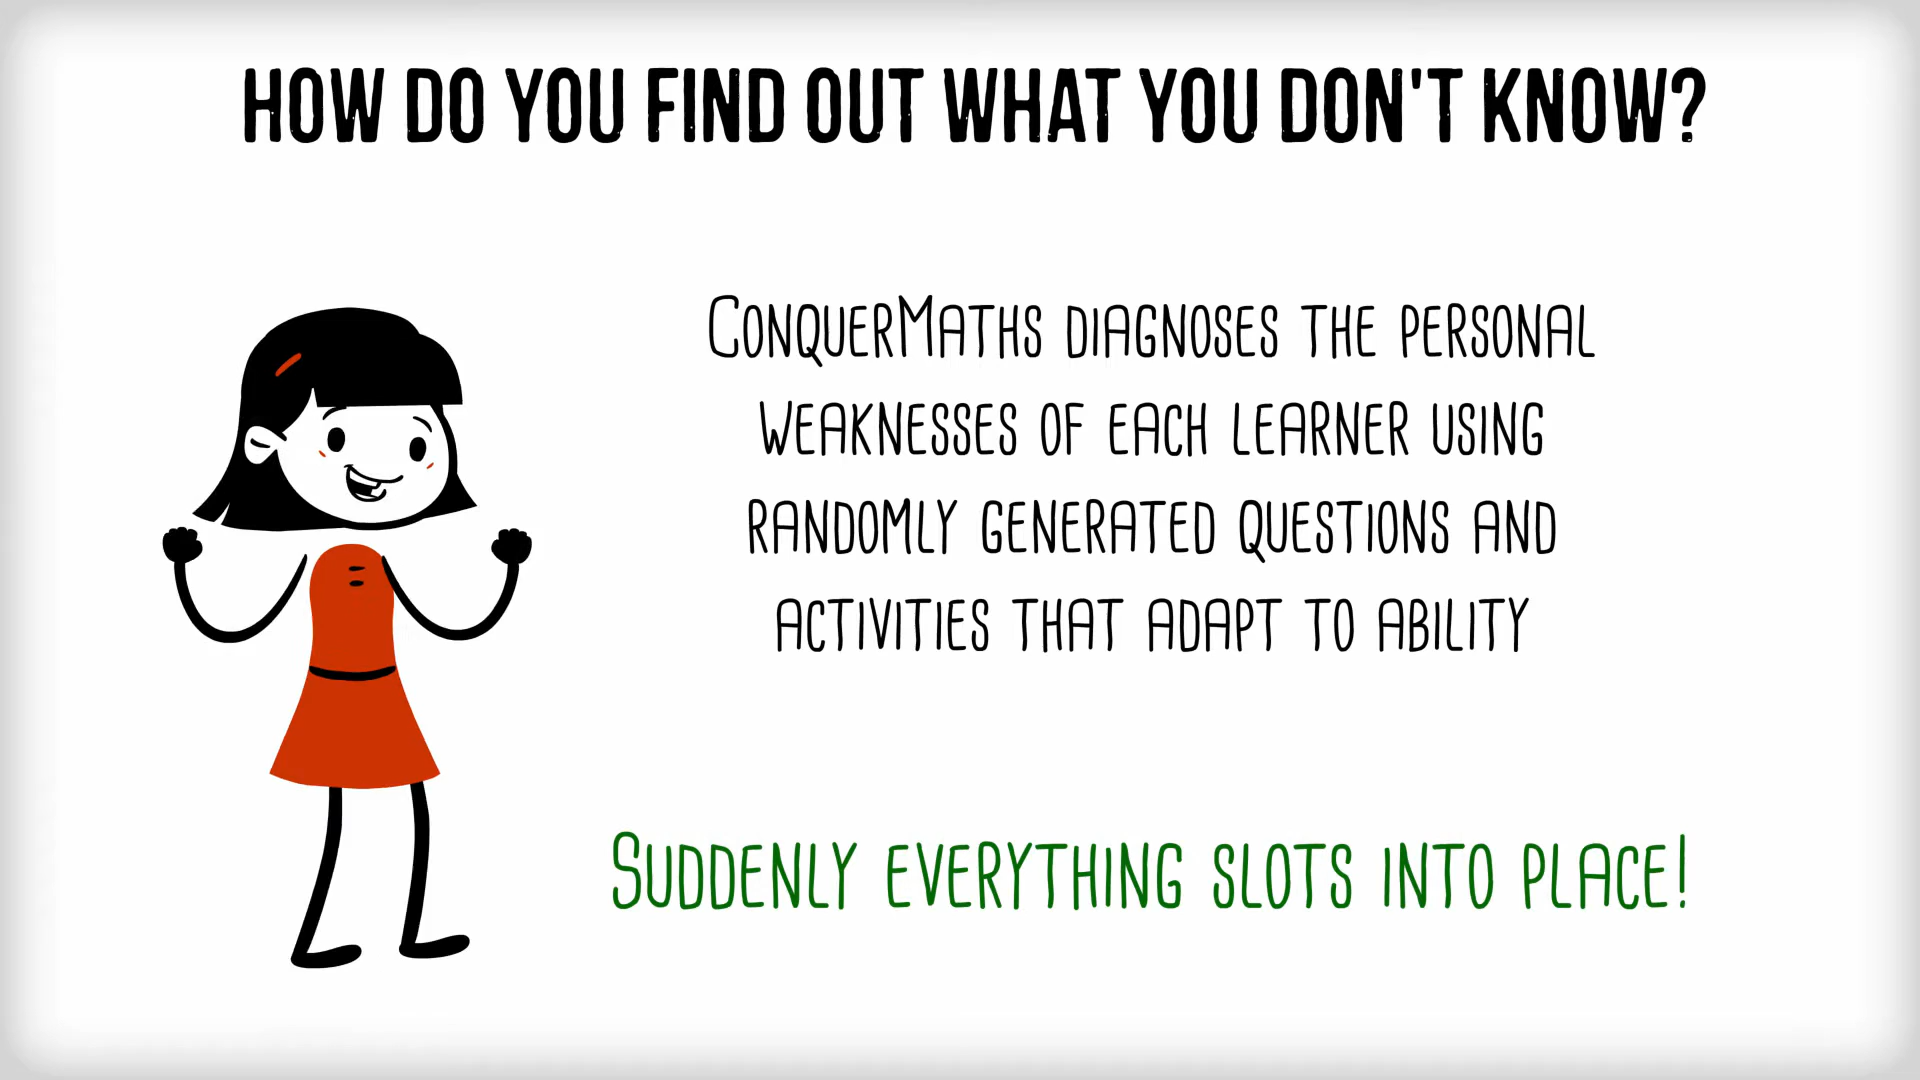 HOW DO YOU FIND OUT WHAT YOU DON'T KNOW?
ConquerMaths diagnoses the personal
weaknesses of each learner using
randomly generated questions and
activities that adapt to ability
Suddenly everything slots into place!